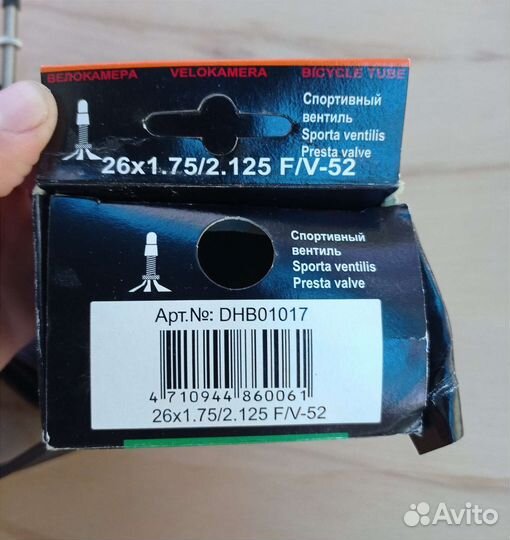 ВЕЛОКАМЕРА VELOKAMERA BICYCLE TUBE
Спортивный
вентиль
Sporta ventilis
Presta valve
26x1.75/2.125 F/V-52
Спортивный
вентиль
Sporta ventilis
Presta valve
Арт.№: DHB01017
4 710944 860061
26x1.75/2.125 F/V-52
Avito